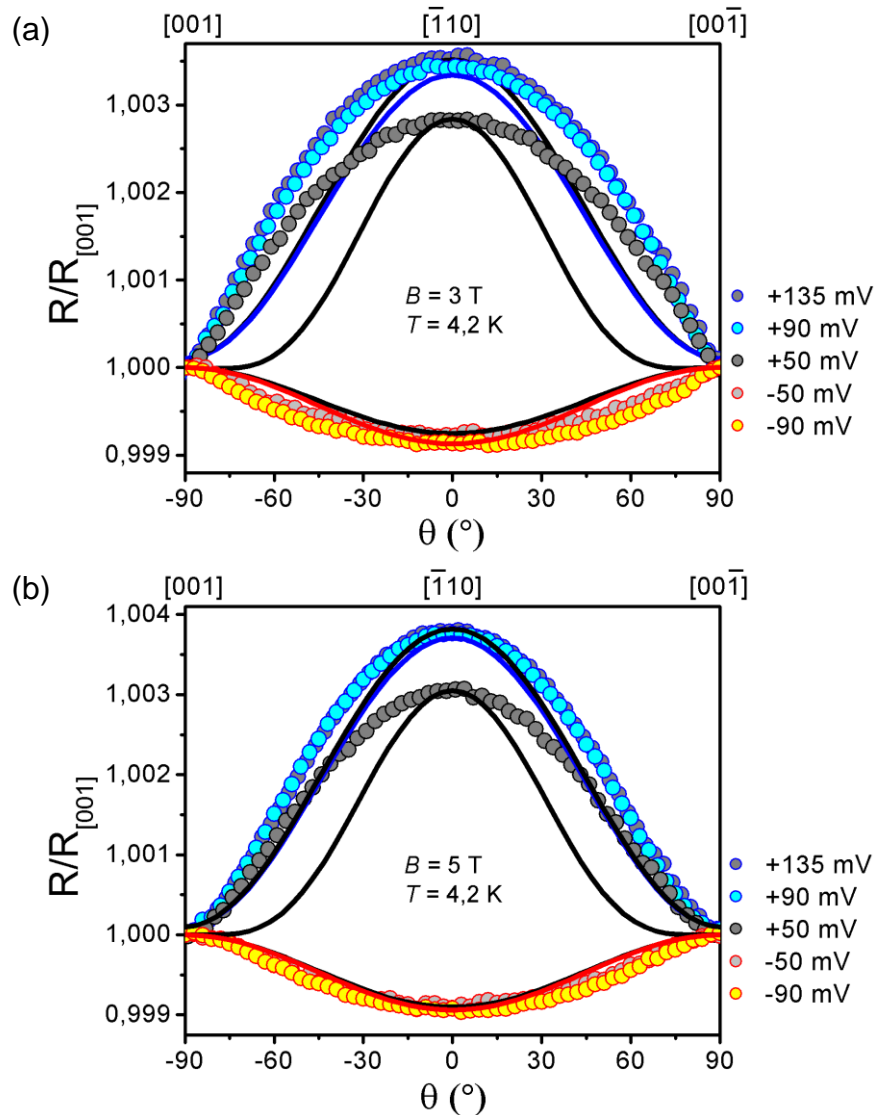 (a)
[001] [1̅10] [001̅]
1,003
1,002
1,001
1,000
0,999
R/R[001]
B = 3 T
T = 4,2 K
+135 mV
+90 mV
+50 mV
-50 mV
-90 mV
-90 -60 -30 0 30 60 90
θ (°)
(b)
[001] [1̅10] [001̅]
1,004
1,003
1,002
1,001
1,000
0,999
R/R[001]
B = 5 T
T = 4,2 K
+135 mV
+90 mV
+50 mV
-50 mV
-90 mV
-90 -60 -30 0 30 60 90
θ (°)